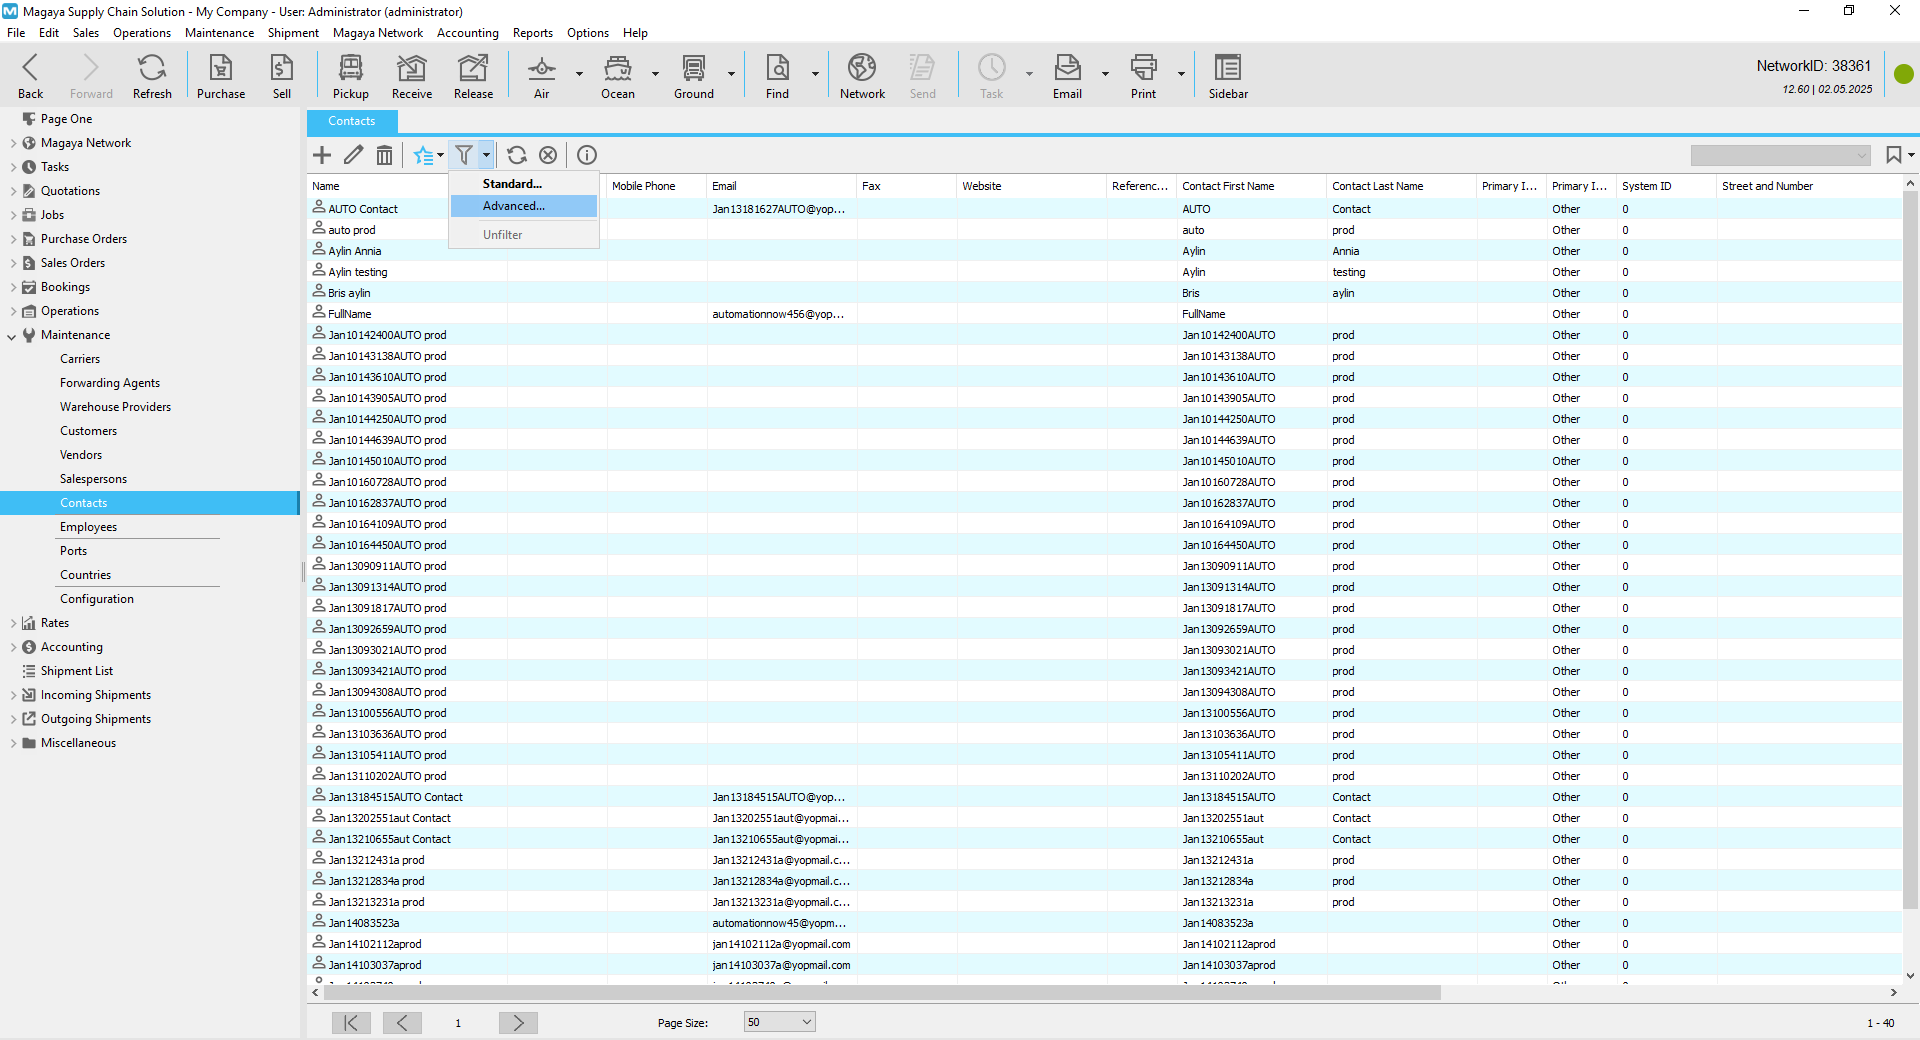 Magaya Supply Chain Solution - My Company - User: Administrator (administrator)
File Edit Sales Operations Maintenance Shipment Magaya Network Accounting Reports Options Help
Back Forward Refresh Purchase Sell Pickup Receive Release Air Ocean Ground Find Network Send Task Email Print Sidebar
NetworkID: 38361
12.60 | 02.05.2025
Page One
Magaya Network
Tasks
Quotations
Jobs
Purchase Orders
Sales Orders
Bookings
Operations
Maintenance
Carriers
Forwarding Agents
Warehouse Providers
Customers
Vendors
Salespersons
Contacts
Employees
Ports
Countries
Configuration
Rates
Accounting
Shipment List
Incoming Shipments
Outgoing Shipments
Miscellaneous
Contacts
Standard...
Advanced...
Unfilter
Name Mobile Phone Email Fax Website Referenc... Contact First Name Contact Last Name Primary I... Primary I... System ID Street and Number
AUTO Contact Jan13181627AUTO@yop... AUTO Contact Other 0
auto prod auto prod Other 0
Aylin Annia Aylin Annia Other 0
Aylin testing Aylin testing Other 0
Bris aylin Bris aylin Other 0
FullName automationnow456@yop... FullName Other 0
Jan10142400AUTO prod Jan10142400AUTO prod Other 0
Jan10143138AUTO prod Jan10143138AUTO prod Other 0
Jan10143610AUTO prod Jan10143610AUTO prod Other 0
Jan10143905AUTO prod Jan10143905AUTO prod Other 0
Jan10144250AUTO prod Jan10144250AUTO prod Other 0
Jan10144639AUTO prod Jan10144639AUTO prod Other 0
Jan10145010AUTO prod Jan10145010AUTO prod Other 0
Jan10160728AUTO prod Jan10160728AUTO prod Other 0
Jan10162837AUTO prod Jan10162837AUTO prod Other 0
Jan10164109AUTO prod Jan10164109AUTO prod Other 0
Jan10164450AUTO prod Jan10164450AUTO prod Other 0
Jan13090911AUTO prod Jan13090911AUTO prod Other 0
Jan13091314AUTO prod Jan13091314AUTO prod Other 0
Jan13091817AUTO prod Jan13091817AUTO prod Other 0
Jan13092659AUTO prod Jan13092659AUTO prod Other 0
Jan13093021AUTO prod Jan13093021AUTO prod Other 0
Jan13093421AUTO prod Jan13093421AUTO prod Other 0
Jan13094308AUTO prod Jan13094308AUTO prod Other 0
Jan13100556AUTO prod Jan13100556AUTO prod Other 0
Jan13103636AUTO prod Jan13103636AUTO prod Other 0
Jan13105411AUTO prod Jan13105411AUTO prod Other 0
Jan13110202AUTO prod Jan13110202AUTO prod Other 0
Jan13184515AUTO Contact Jan13184515AUTO@yop... Jan13184515AUTO Contact Other 0
Jan13202551aut Contact Jan13202551aut@yopmai... Jan13202551aut Contact Other 0
Jan13210655aut Contact Jan13210655aut@yopmai... Jan13210655aut Contact Other 0
Jan13212431a prod Jan13212431a@yopmail.c... Jan13212431a prod Other 0
Jan13212834a prod Jan13212834a@yopmail.c... Jan13212834a prod Other 0
Jan13213231a prod Jan13213231a@yopmail.c... Jan13213231a prod Other 0
Jan14083523a automationnow45@yopm... Jan14083523a Other 0
Jan14102112aprod jan14102112a@yopmail.com Jan14102112aprod Other 0
Jan14103037aprod jan14103037a@yopmail.com Jan14103037aprod Other 0
1 Page Size: 50 1 - 40